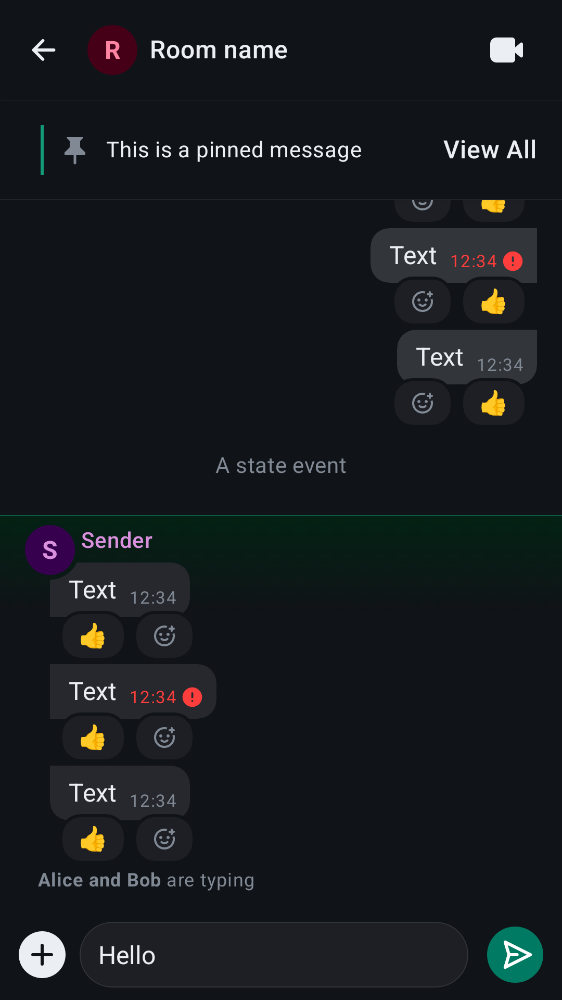 R
Room name
This is a pinned message
View All
Text 12:34
Text 12:34
A state event
S
Sender
Text 12:34
Text 12:34
Text 12:34
Alice and Bob are typing
Hello